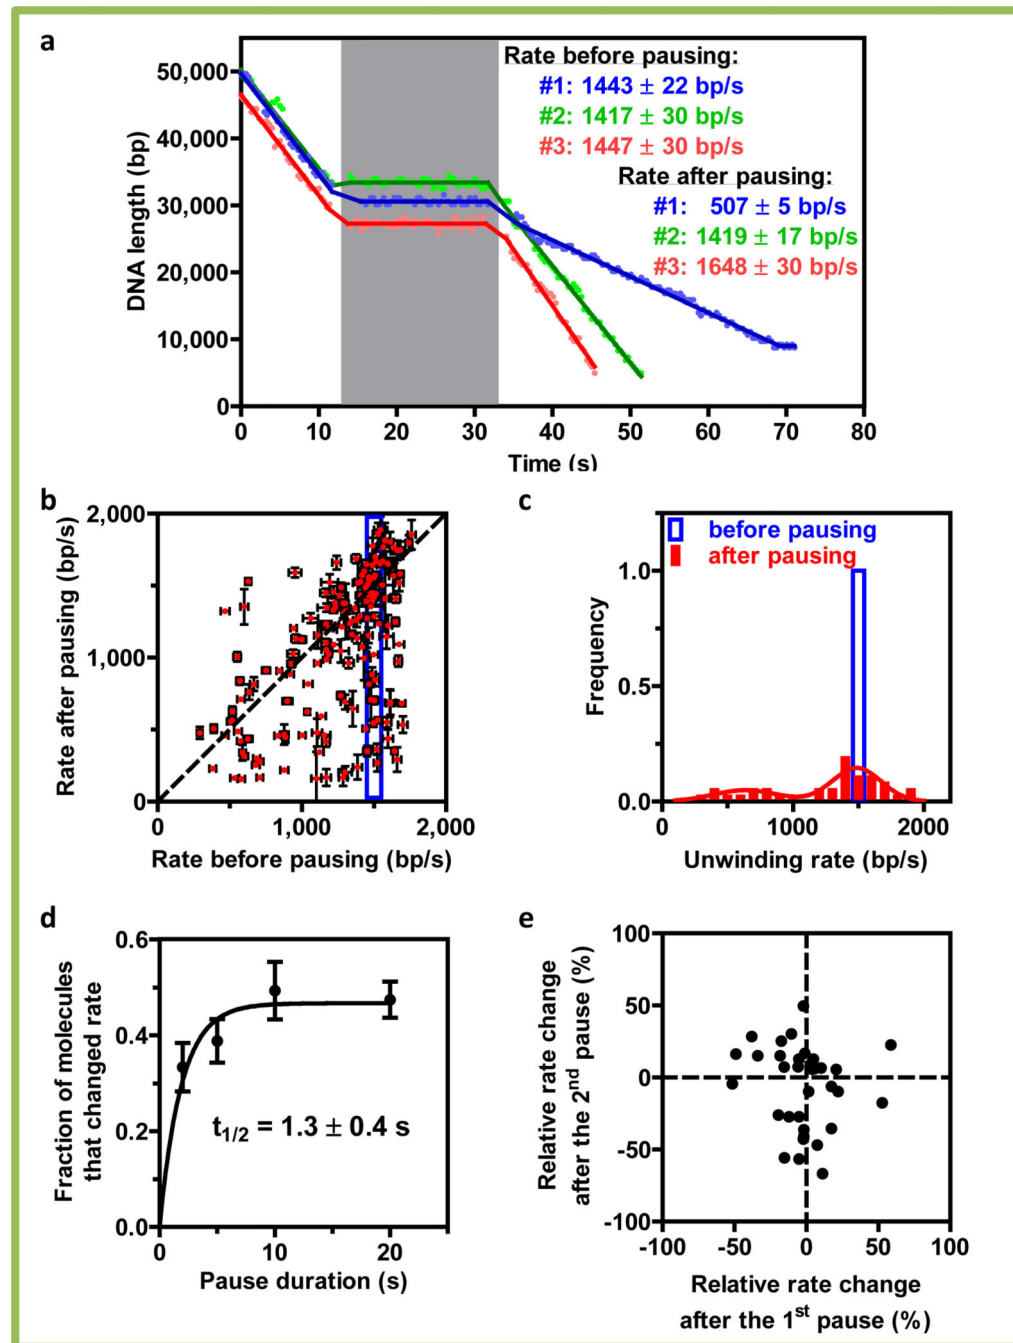 a
Rate before pausing:
#1: 1443 ± 22 bp/s
#2: 1417 ± 30 bp/s
#3: 1447 ± 30 bp/s
Rate after pausing:
#1: 507 ± 5 bp/s
#2: 1419 ± 17 bp/s
#3: 1648 ± 30 bp/s
DNA length (bp)
50,000
40,000
30,000
20,000
10,000
0
0 10 20 30 40 50 60 70 80
Time (s)
b
Rate after pausing (bp/s)
2,000
1,000
0
0 1,000 2,000
Rate before pausing (bp/s)
c
before pausing
after pausing
Frequency
1.0
0.5
0.0
0 1000 2000
Unwinding rate (bp/s)
d
Fraction of molecules
that changed rate
0.6
0.4
0.2
0.0
t1/2 = 1.3 ± 0.4 s
0 10 20
Pause duration (s)
e
Relative rate change
after the 2nd pause (%)
100
50
0
-50
-100
-100 -50 0 50 100
Relative rate change
after the 1st pause (%)